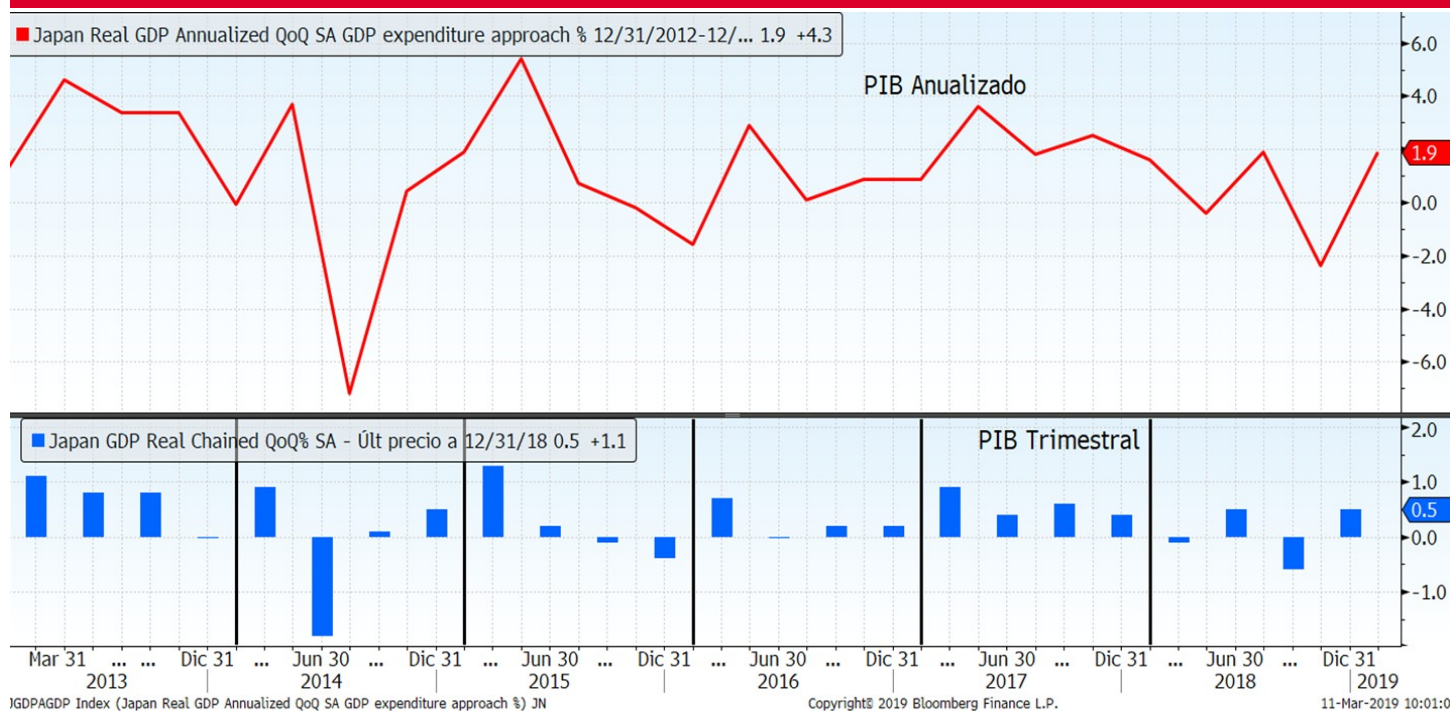 Japan Real GDP Annualized QoQ SA GDP expenditure approach % 12/31/2012-12/... 1.9 +4.3
PIB Anualizado
6.0
4.0
1.9
0.0
-2.0
-4.0
-6.0
Japan GDP Real Chained QoQ% SA - Últ precio a 12/31/18 0.5 +1.1
PIB Trimestral
2.0
1.0
0.5
0.0
-1.0
Mar 31 ... ... Dic 31 ... Jun 30 ... Dic 31 ... Jun 30 ... Dic 31 ... Jun 30 ... Dic 31 ... Jun 30 ... Dic 31 ... Jun 30 ... Dic 31
2013 2014 2015 2016 2017 2018 2019
JGDPAGDP Index (Japan Real GDP Annualized QoQ SA GDP expenditure approach %) JN Copyright© 2019 Bloomberg Finance L.P. 11-Mar-2019 10:01:0